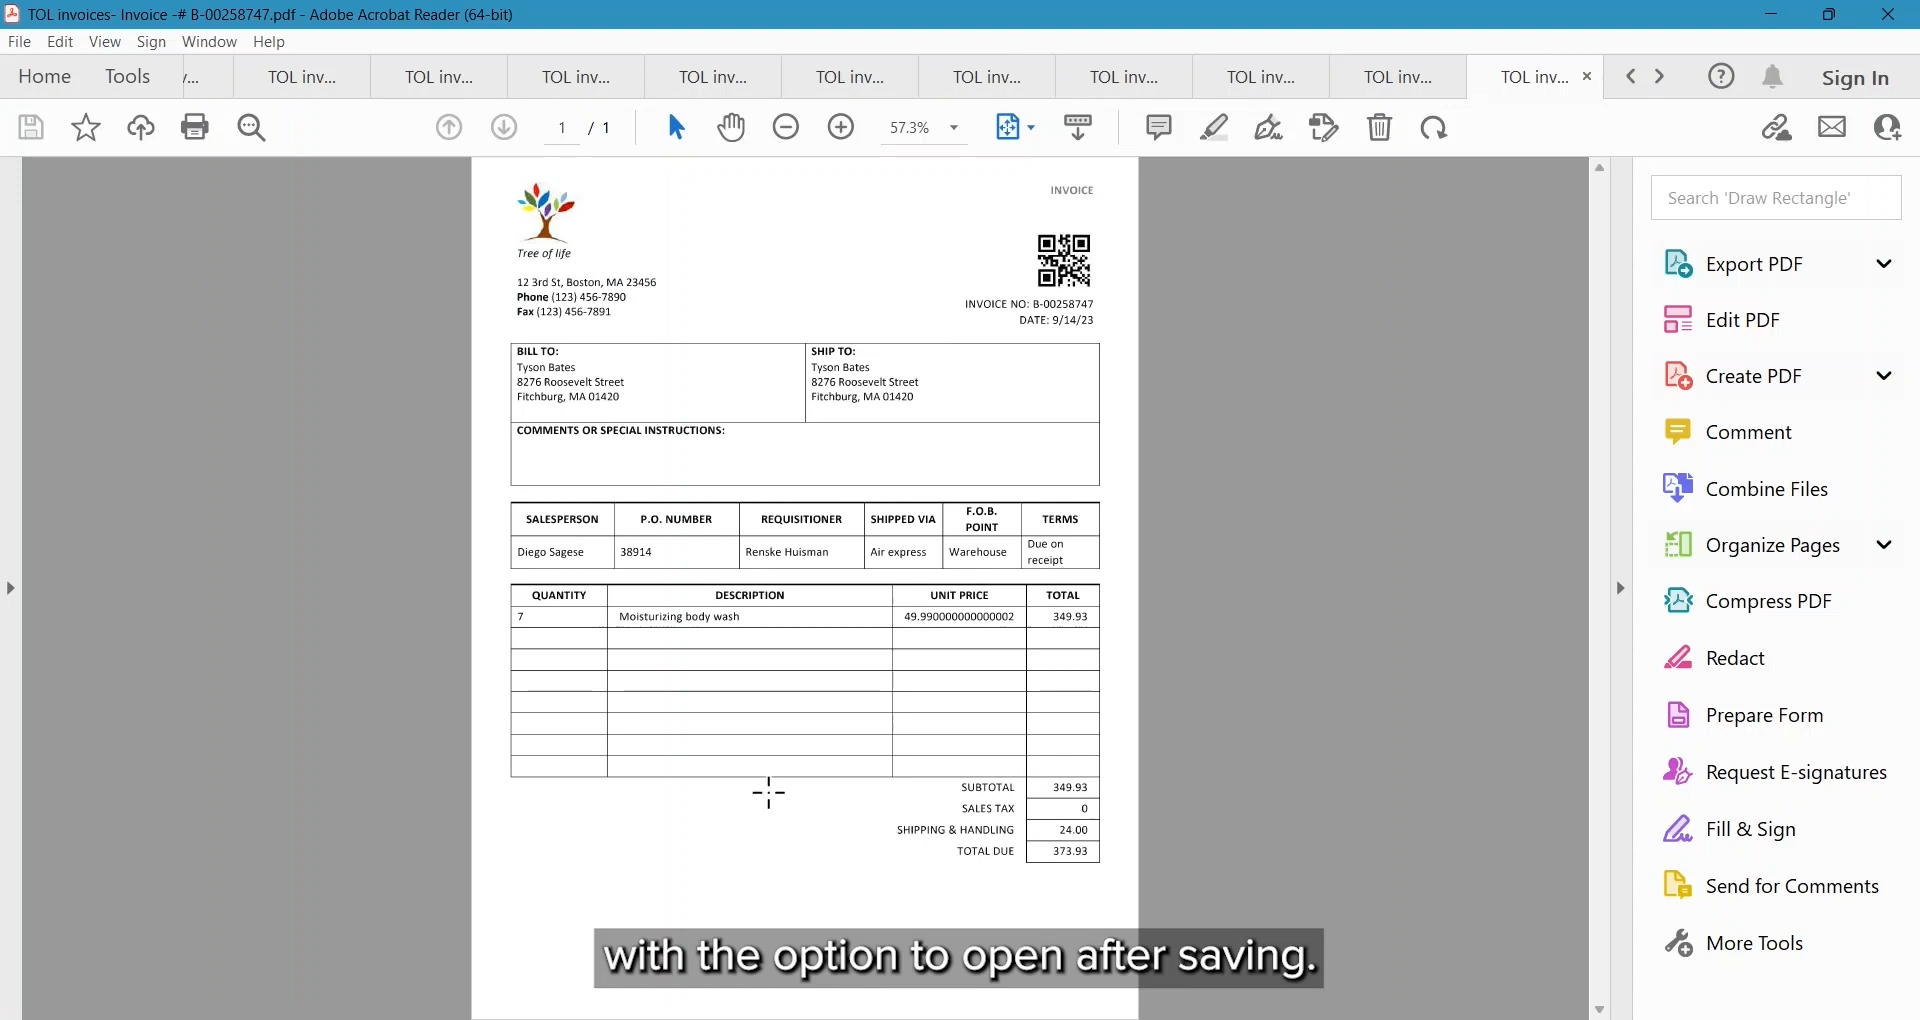 TOL invoices- Invoice -# B-00258747.pdf - Adobe Acrobat Reader (64-bit)
File Edit View Sign Window Help
Home Tools /... TOL inv... TOL inv... TOL inv... TOL inv... TOL inv... TOL inv... TOL inv... TOL inv... TOL inv... TOL inv... Sign In
1 / 1 57.3%
INVOICE
Tree of life
12 3rd St, Boston, MA 23456
Phone (123) 456-7890
Fax (123) 456-7891
INVOICE NO: B-00258747
DATE: 9/14/23
BILL TO:
Tyson Bates
8276 Roosevelt Street
Fitchburg, MA 01420
SHIP TO:
Tyson Bates
8276 Roosevelt Street
Fitchburg, MA 01420
COMMENTS OR SPECIAL INSTRUCTIONS:
SALESPERSON P.O. NUMBER REQUISITIONER SHIPPED VIA F.O.B. POINT TERMS
Diego Sagese 38914 Renske Huisman Air express Warehouse Due on receipt
QUANTITY DESCRIPTION UNIT PRICE TOTAL
7 Moisturizing body wash 49.990000000000002 349.93
SUBTOTAL 349.93
SALES TAX 0
SHIPPING & HANDLING 24.00
TOTAL DUE 373.93
with the option to open after saving.
Search 'Draw Rectangle'
Export PDF
Edit PDF
Create PDF
Comment
Combine Files
Organize Pages
Compress PDF
Redact
Prepare Form
Request E-signatures
Fill & Sign
Send for Comments
More Tools